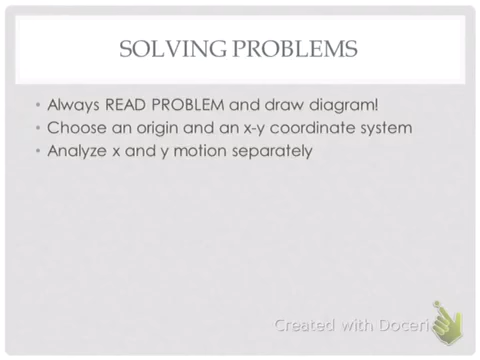 SOLVING PROBLEMS
• Always READ PROBLEM and draw diagram!
• Choose an origin and an x-y coordinate system
• Analyze x and y motion separately
Created with Doceri